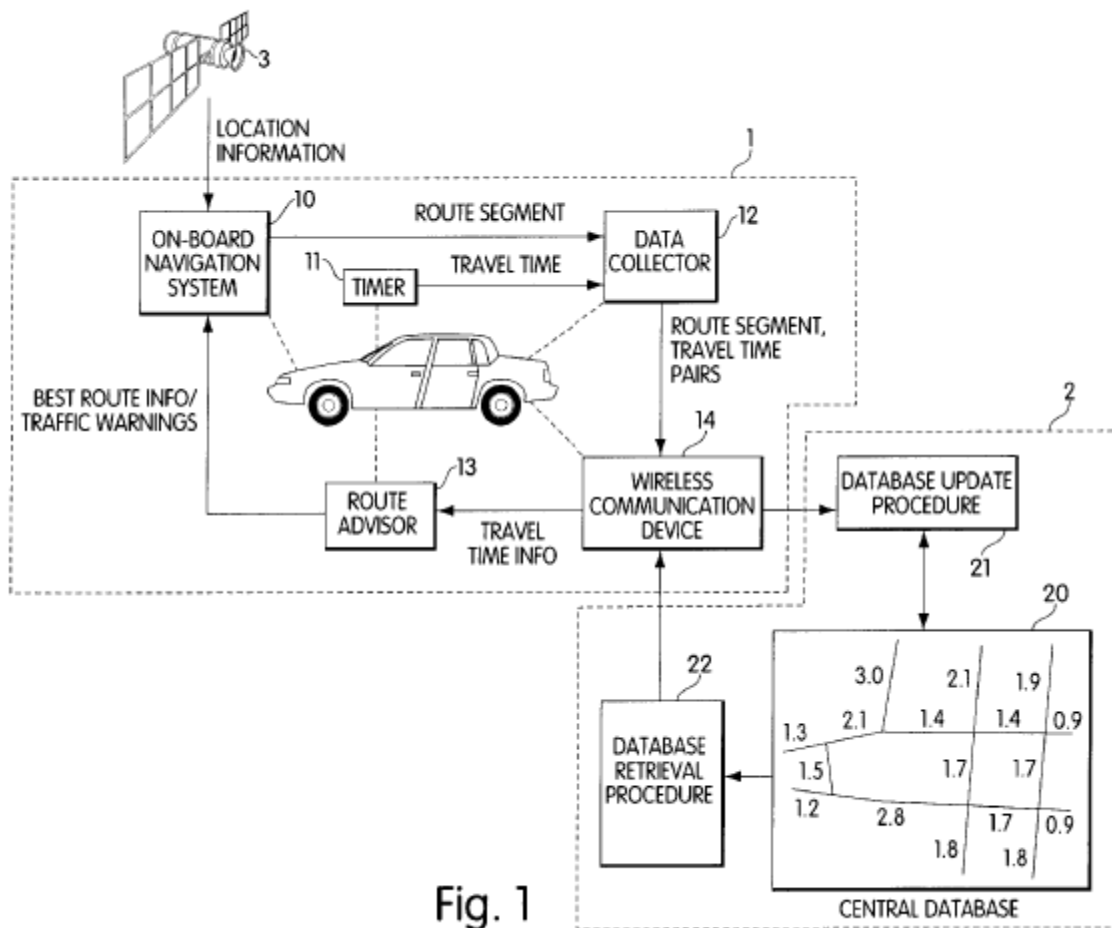 3
LOCATION
INFORMATION
1
10
ON-BOARD
NAVIGATION
SYSTEM
ROUTE SEGMENT
12
DATA
COLLECTOR
11
TIMER
TRAVEL TIME
ROUTE SEGMENT,
TRAVEL TIME
PAIRS
BEST ROUTE INFO/
TRAFFIC WARNINGS
2
14
WIRELESS
COMMUNICATION
DEVICE
13
ROUTE
ADVISOR
TRAVEL
TIME INFO
DATABASE UPDATE
PROCEDURE
21
20
22
DATABASE
RETRIEVAL
PROCEDURE
3.0 2.1 1.9
1.3 2.1 1.4 1.4 0.9
1.5 1.7 1.7
1.2 2.8 1.7 0.9
1.8 1.8
CENTRAL DATABASE
Fig. 1